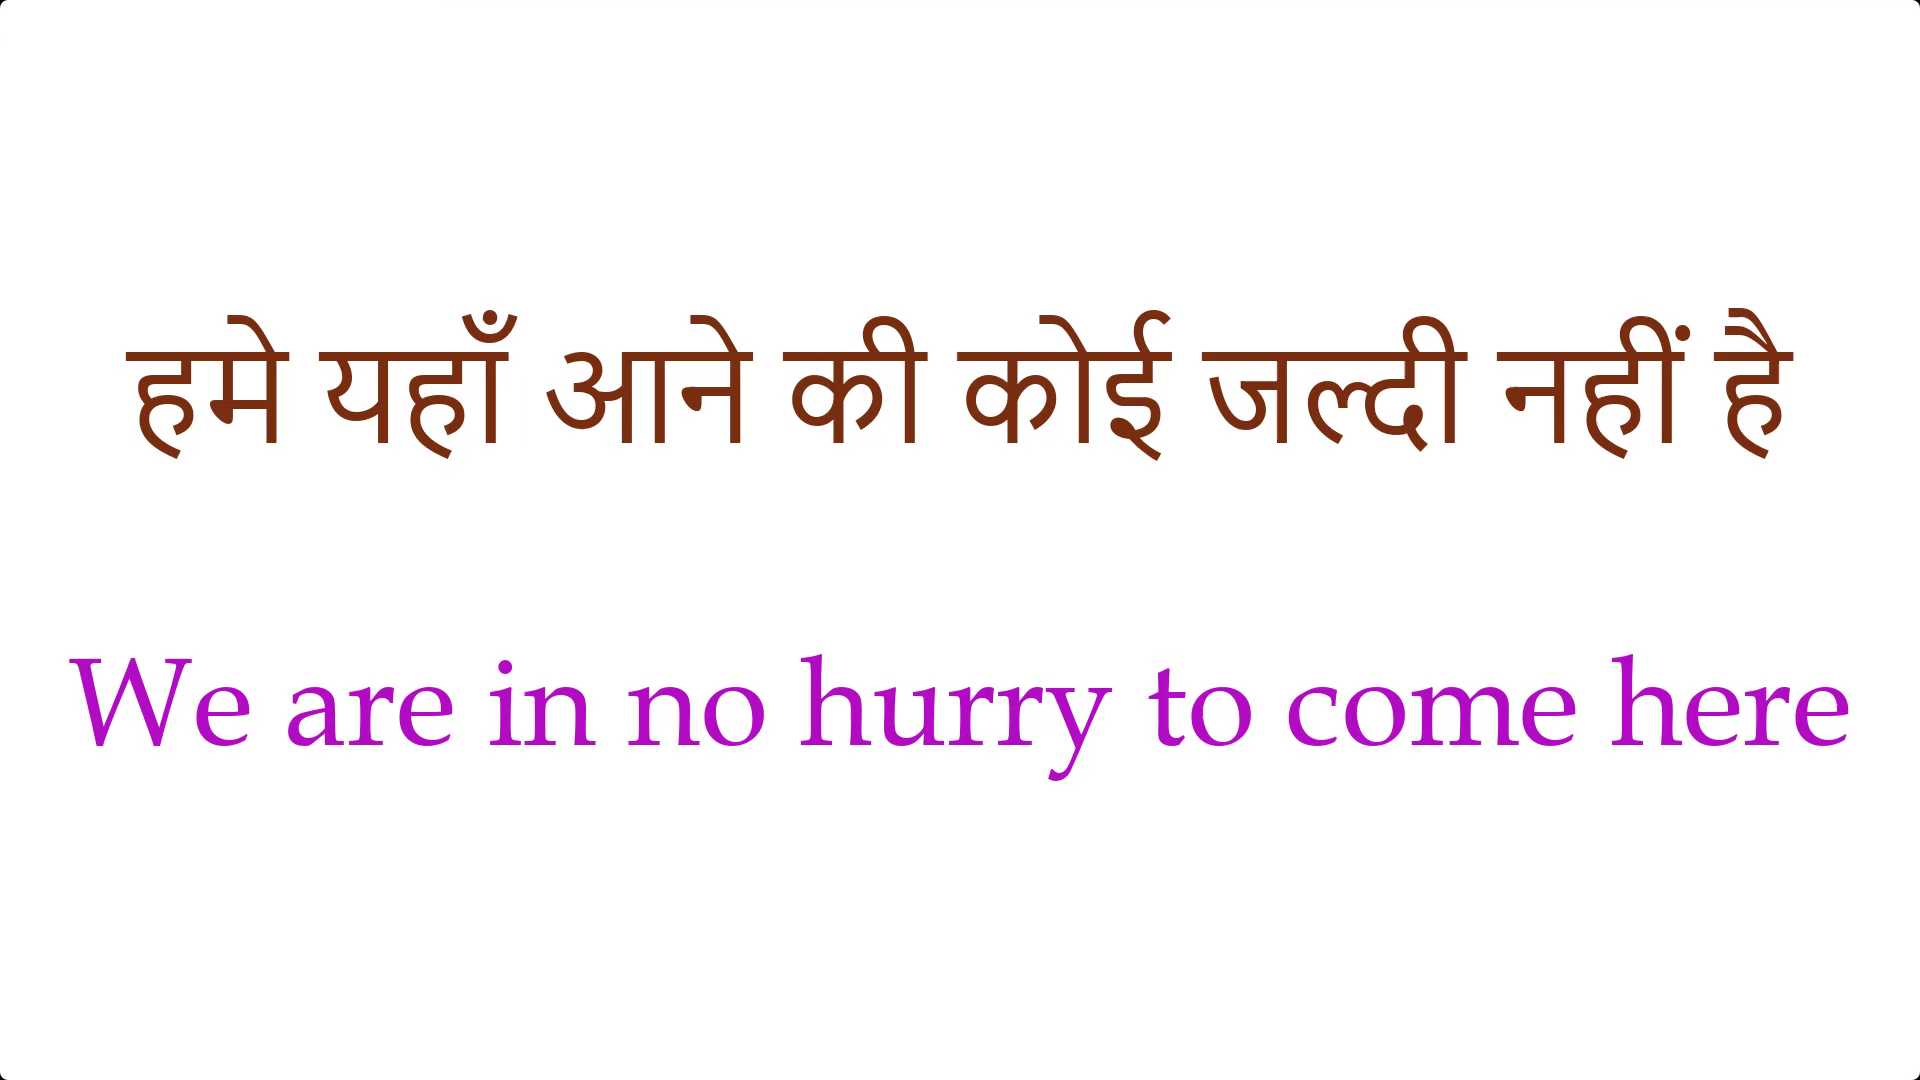 हमे यहाँ आने की कोई जल्दी नहीं है
We are in no hurry to come here